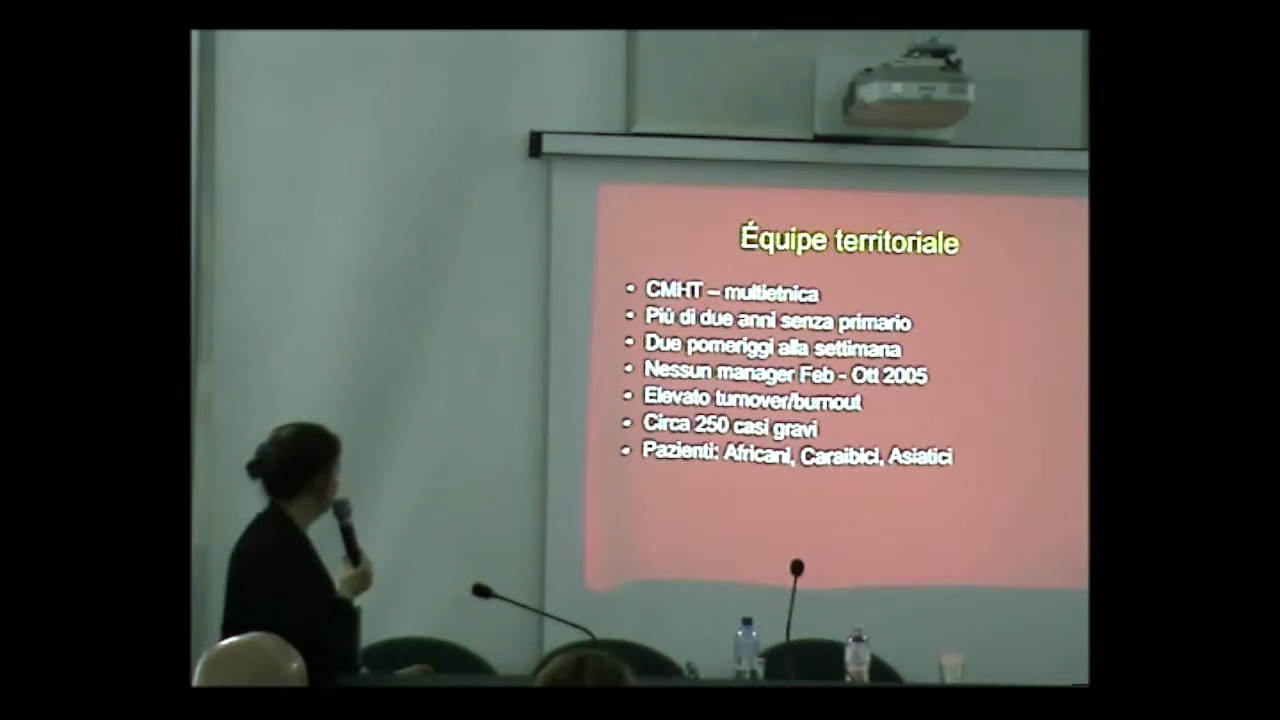 Équipe territoriale
• CMHT – multietnica
• Più di due anni senza primario
• Due pomeriggi alla settimana
• Nessun manager Feb - Ott 2005
• Elevato turnover/burnout
• Circa 250 casi gravi
• Pazienti: Africani, Caraibici, Asiatici